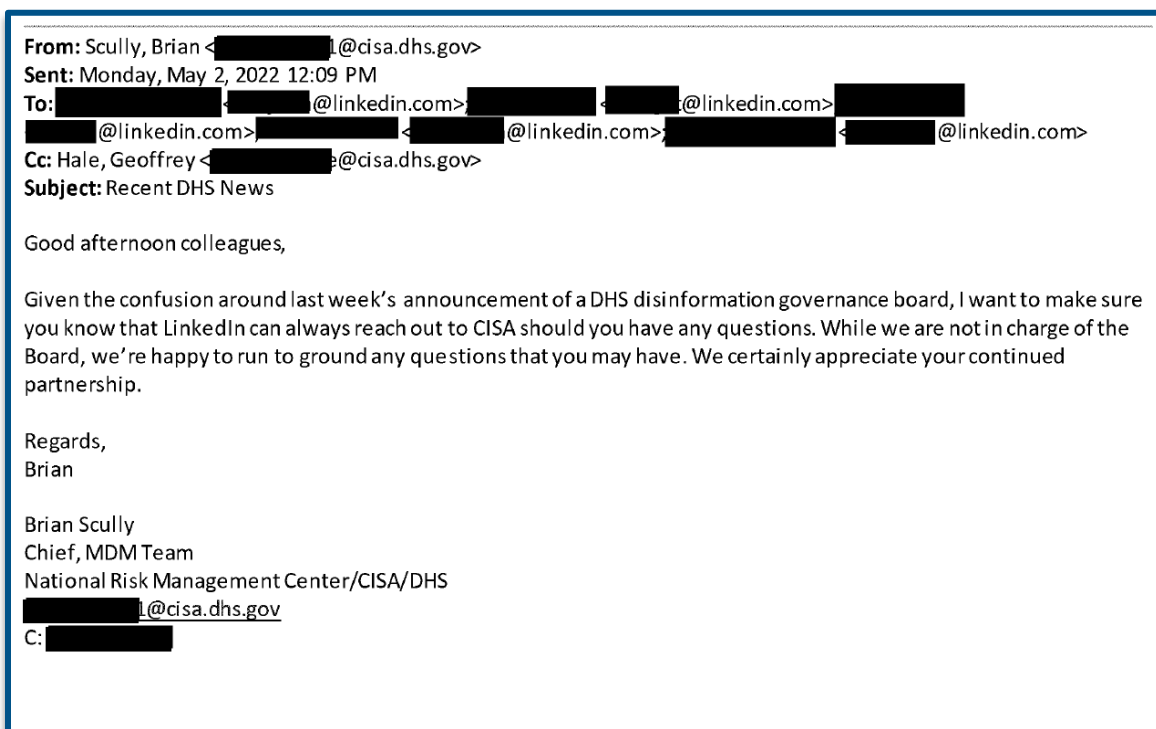 From: Scully, Brian < 1@cisa.dhs.gov>
Sent: Monday, May 2, 2022 12:09 PM
To: < @linkedin.com>; < @linkedin.com>
@linkedin.com>; < @linkedin.com>; < @linkedin.com>
Cc: Hale, Geoffrey < e@cisa.dhs.gov>
Subject: Recent DHS News
Good afternoon colleagues,
Given the confusion around last week's announcement of a DHS disinformation governance board, I want to make sure
you know that LinkedIn can always reach out to CISA should you have any questions. While we are not in charge of the
Board, we're happy to run to ground any questions that you may have. We certainly appreciate your continued
partnership.
Regards,
Brian
Brian Scully
Chief, MDM Team
National Risk Management Center/CISA/DHS
1@cisa.dhs.gov
C: